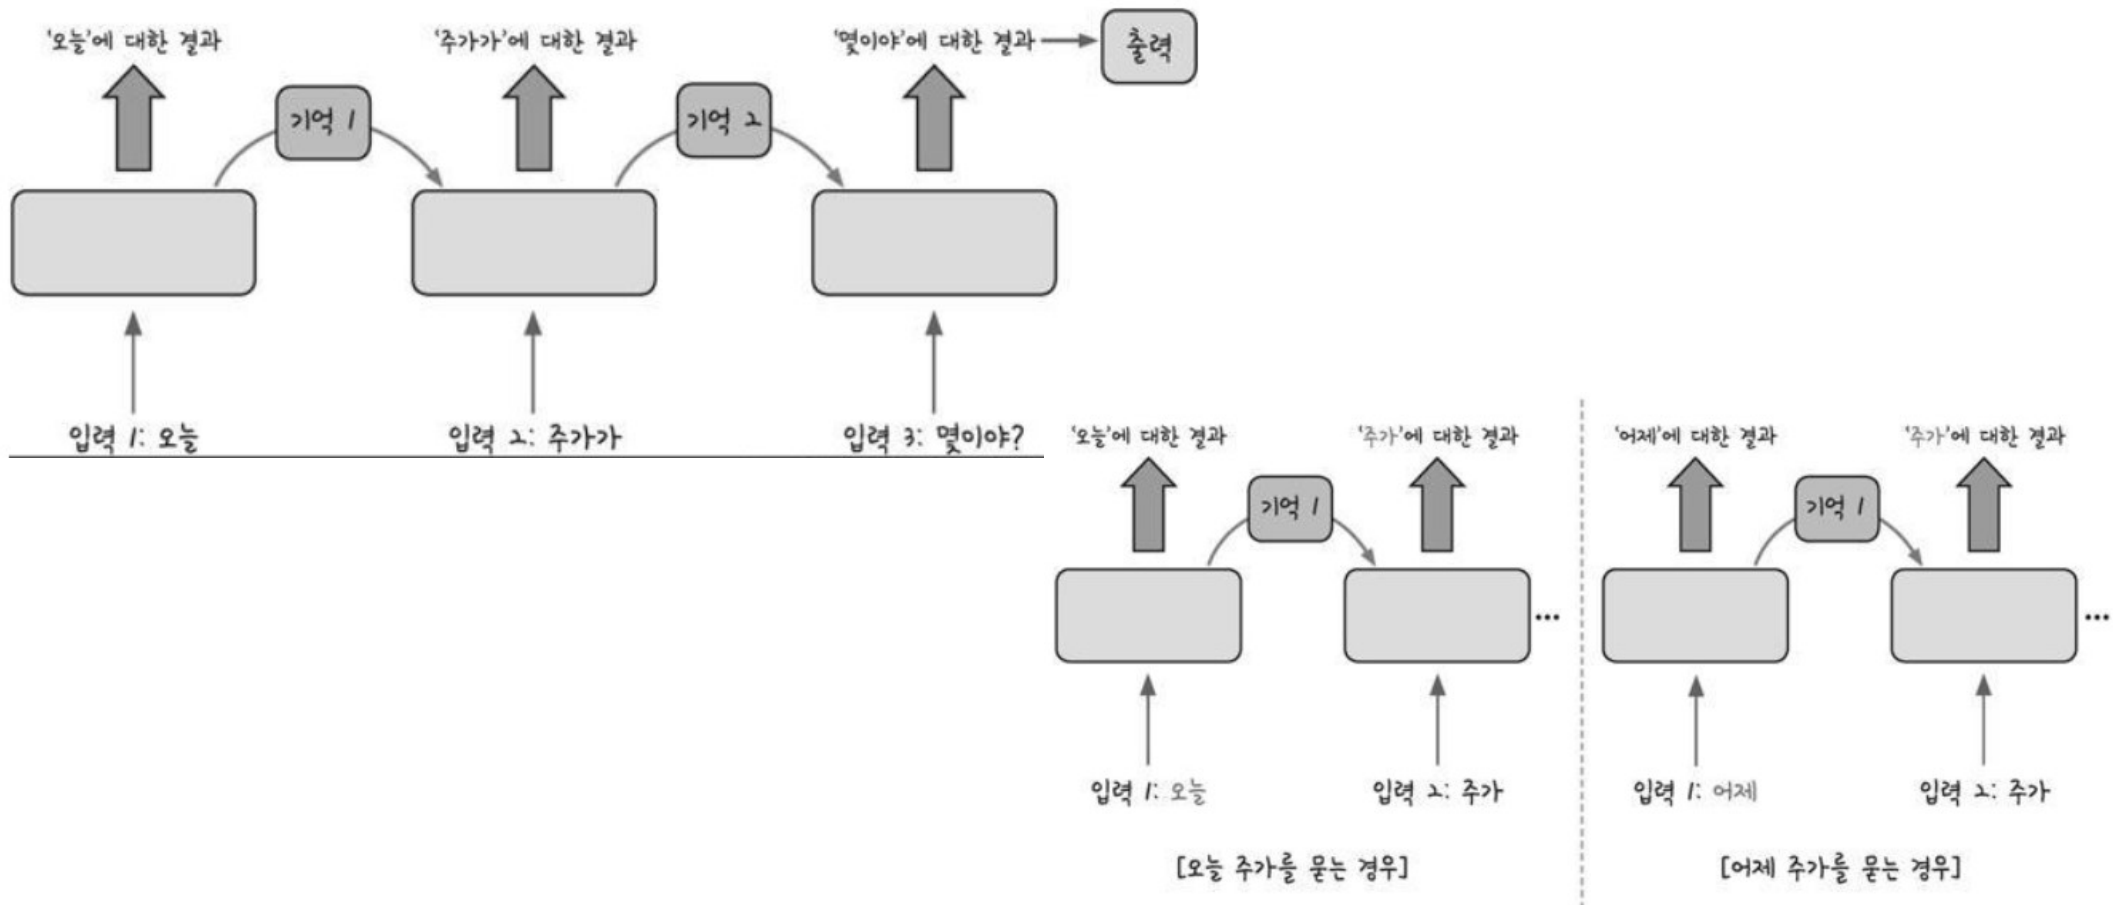 '오늘'에 대한 결과
'주가가'에 대한 결과
'몇이야'에 대한 결과
출력
기억 1
기억 2
입력 1: 오늘
입력 2: 주가가
입력 3: 몇이야?
'오늘'에 대한 결과
'주가'에 대한 결과
기억 1
...
입력 1: 오늘
입력 2: 주가
[오늘 주가를 묻는 경우]
'어제'에 대한 결과
'주가'에 대한 결과
기억 1
...
입력 1: 어제
입력 2: 주가
[어제 주가를 묻는 경우]